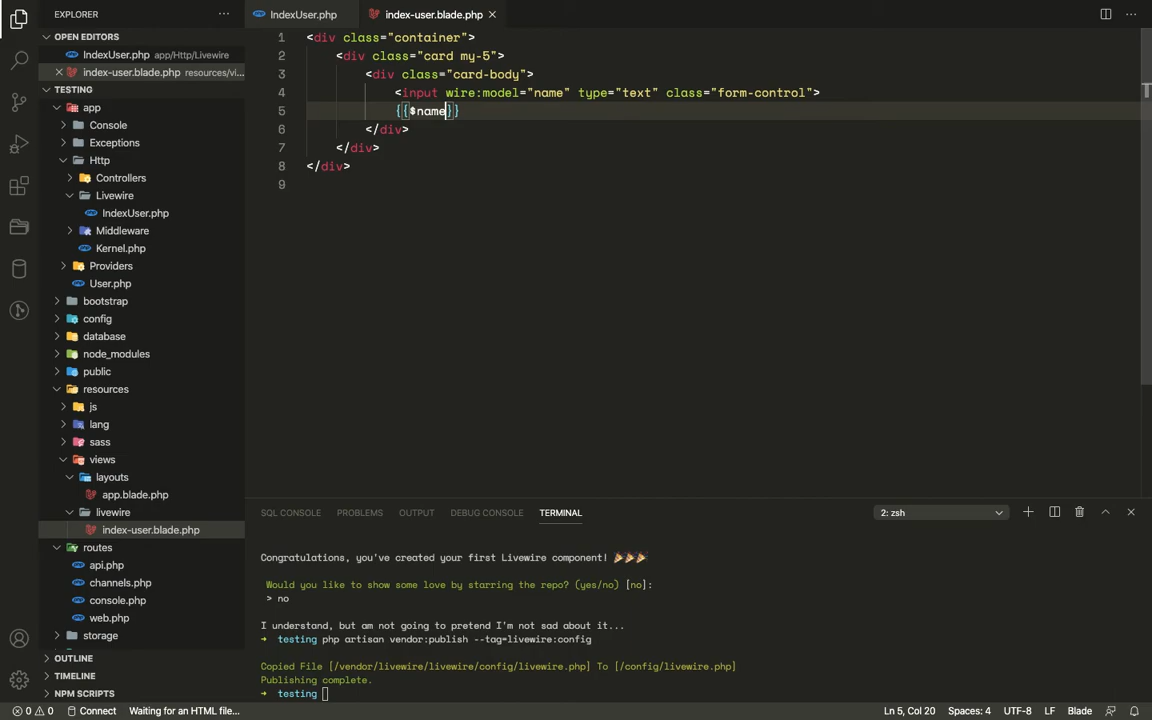 EXPLORER
···
OPEN EDITORS
IndexUser.php app/Http/Livewire
index-user.blade.php resources/vi...
TESTING
app
Console
Exceptions
Http
Controllers
Livewire
IndexUser.php
Middleware
Kernel.php
Providers
User.php
bootstrap
config
database
node_modules
public
resources
js
lang
sass
views
layouts
app.blade.php
livewire
index-user.blade.php
routes
api.php
channels.php
console.php
web.php
storage
OUTLINE
TIMELINE
NPM SCRIPTS
IndexUser.php
index-user.blade.php
1 <div class="container">
2 <div class="card my-5">
3 <div class="card-body">
4 <input wire:model="name" type="text" class="form-control">
5 {{$name}}
6 </div>
7 </div>
8 </div>
9
SQL CONSOLE PROBLEMS OUTPUT DEBUG CONSOLE TERMINAL
2: zsh
Congratulations, you've created your first Livewire component! 🎉🎉🎉
Would you like to show some love by starring the repo? (yes/no) [no]:
> no
I understand, but am not going to pretend I'm not sad about it...
➜ testing php artisan vendor:publish --tag=livewire:config
Copied File [/vendor/livewire/livewire/config/livewire.php] To [/config/livewire.php]
Publishing complete.
➜ testing
0 0 Connect Waiting for an HTML file... Ln 5, Col 20 Spaces: 4 UTF-8 LF Blade